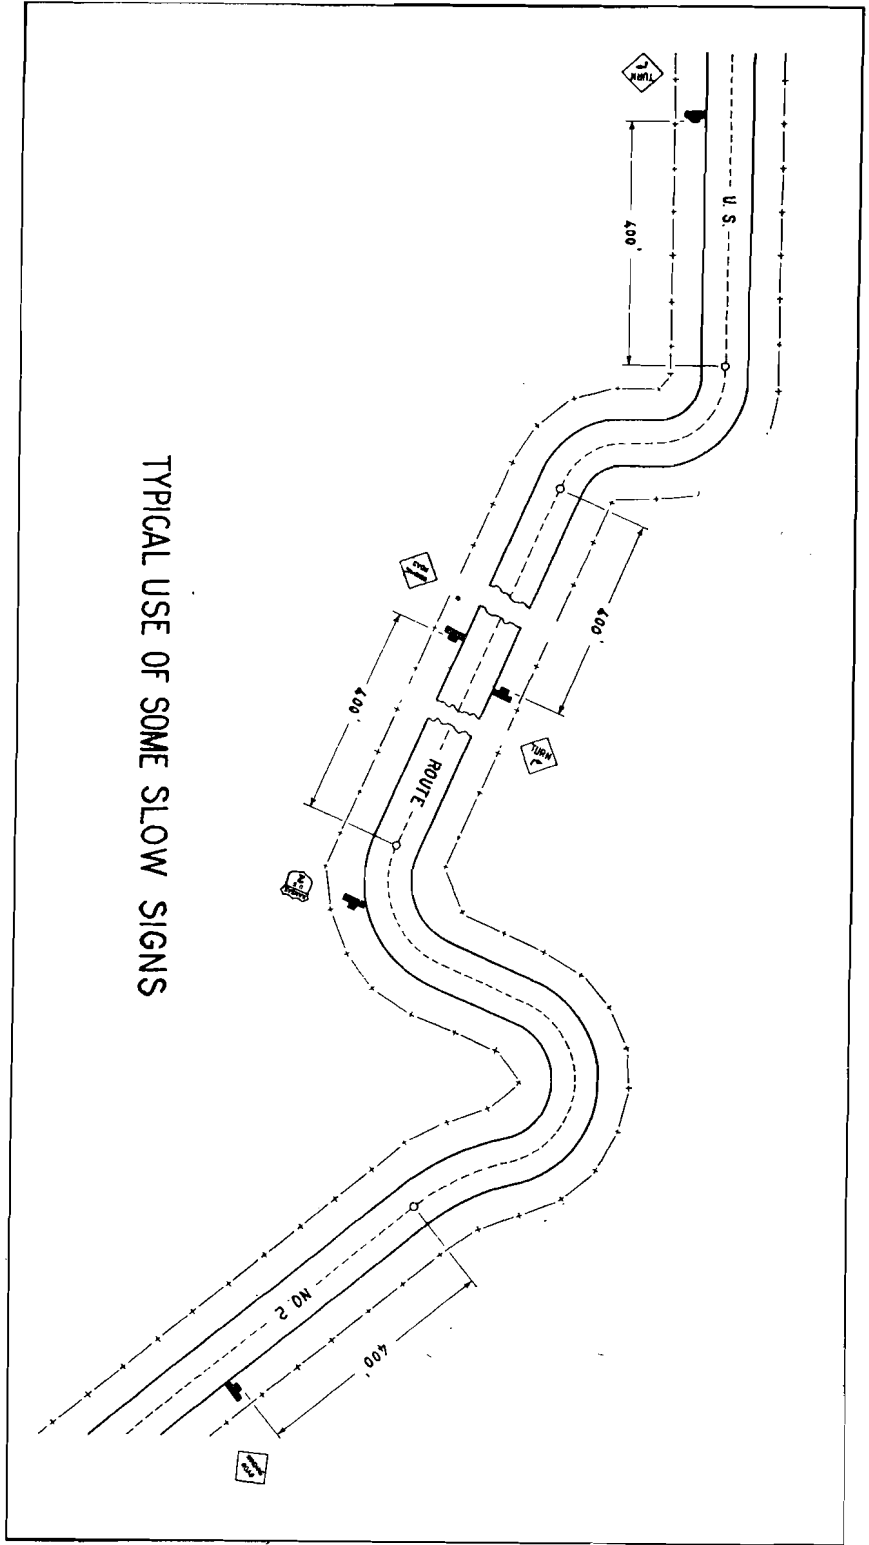 TURN
U.S.
400'
400'
400'
TURN
ROUTE
NO. 2
400'
TYPICAL USE OF SOME SLOW SIGNS